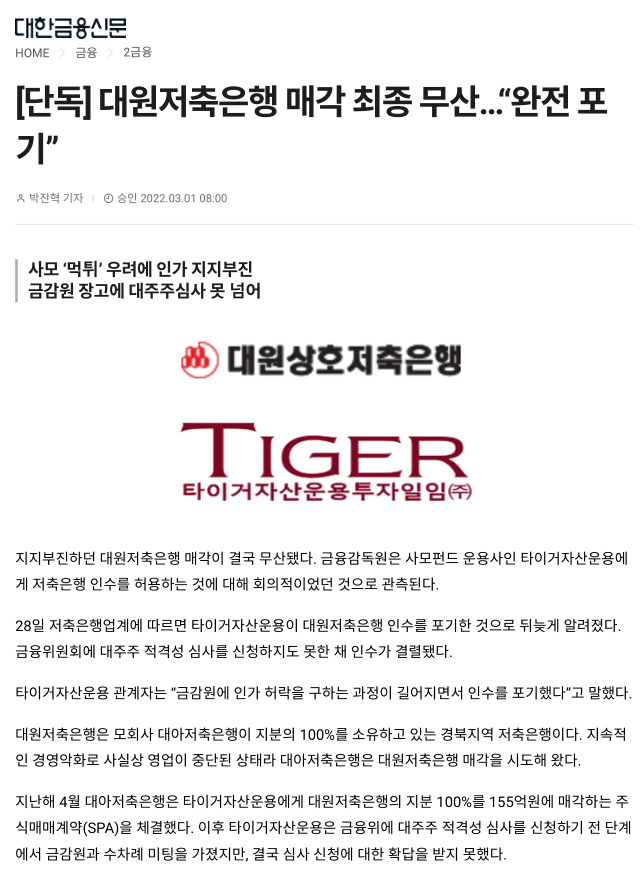 대한금융신문
HOME > 금융 > 2금융
[단독] 대원저축은행 매각 최종 무산…“완전 포
기”
박진혁 기자 | 승인 2022.03.01 08:00
사모 ‘먹튀’ 우려에 인가 지지부진
금감원 장고에 대주주심사 못 넘어
대원상호저축은행
TIGER
타이거자산운용투자일임㈜
지지부진하던 대원저축은행 매각이 결국 무산됐다. 금융감독원은 사모펀드 운용사인 타이거자산운용에
게 저축은행 인수를 허용하는 것에 대해 회의적이었던 것으로 관측된다.
28일 저축은행업계에 따르면 타이거자산운용이 대원저축은행 인수를 포기한 것으로 뒤늦게 알려졌다.
금융위원회에 대주주 적격성 심사를 신청하지도 못한 채 인수가 결렬됐다.
타이거자산운용 관계자는 “금감원에 인가 허락을 구하는 과정이 길어지면서 인수를 포기했다”고 말했다.
대원저축은행은 모회사 대아저축은행이 지분의 100%를 소유하고 있는 경북지역 저축은행이다. 지속적
인 경영악화로 사실상 영업이 중단된 상태라 대아저축은행은 대원저축은행 매각을 시도해 왔다.
지난해 4월 대아저축은행은 타이거자산운용에게 대원저축은행의 지분 100%를 155억원에 매각하는 주
식매매계약(SPA)을 체결했다. 이후 타이거자산운용은 금융위에 대주주 적격성 심사를 신청하기 전 단계
에서 금감원과 수차례 미팅을 가졌지만, 결국 심사 신청에 대한 확답을 받지 못했다.